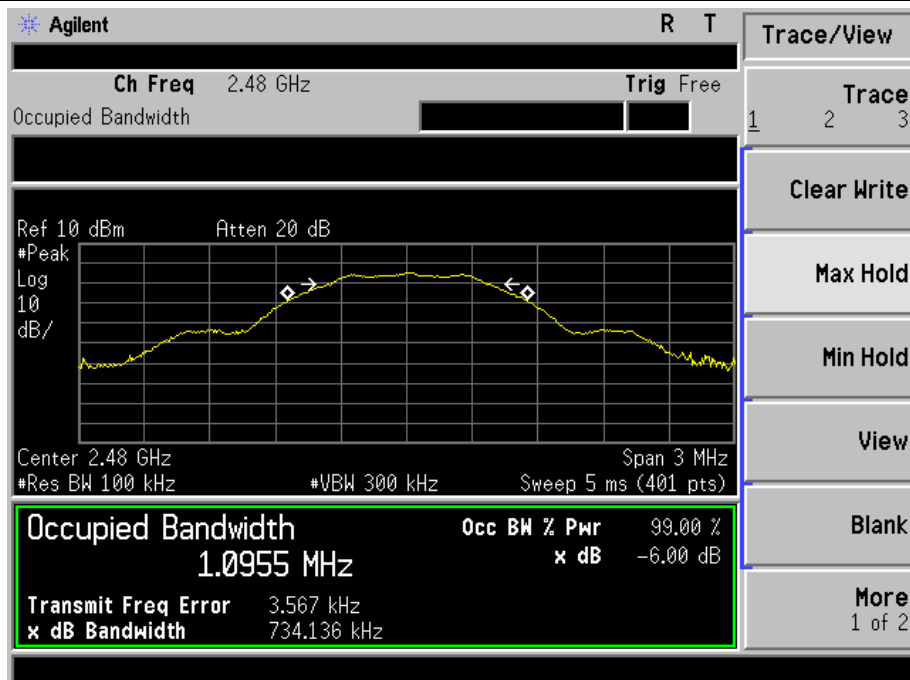 Agilent R T
Ch Freq 2.48 GHz Trig Free
Occupied Bandwidth
Ref 10 dBm Atten 20 dB
#Peak
Log
10
dB/
Center 2.48 GHz Span 3 MHz
#Res BW 100 kHz #VBW 300 kHz Sweep 5 ms (401 pts)
Occupied Bandwidth Occ BW % Pwr 99.00 %
1.0955 MHz x dB -6.00 dB
Transmit Freq Error 3.567 kHz
x dB Bandwidth 734.136 kHz
Trace/View
Trace
1 2 3
Clear Write
Max Hold
Min Hold
View
Blank
More
1 of 2